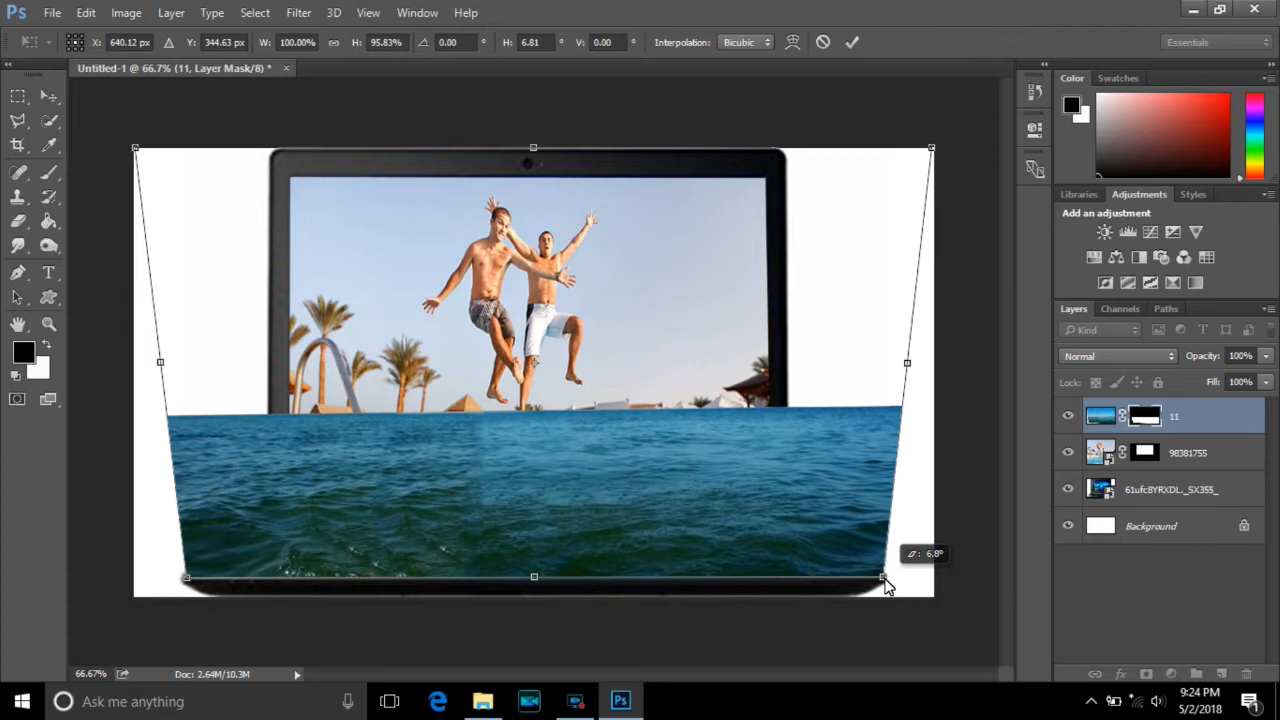 Ps File Edit Image Layer Type Select Filter 3D View Window Help
X: 640.12 px Y: 344.63 px W: 100.00% H: 95.83% 0.00 ° H: 6.81 ° V: 0.00 ° Interpolation: Bicubic Essentials
Untitled-1 @ 66.7% (11, Layer Mask/8) * ×
Color Swatches
Libraries Adjustments Styles
Add an adjustment
Layers Channels Paths
Kind
Normal Opacity: 100%
Lock: Fill: 100%
11
98381755
61ufc8YRXDL._SX355_
Background
6.8°
66.67% Doc: 2.64M/10.3M
Ask me anything
Ps
9:24 PM
5/2/2018
1